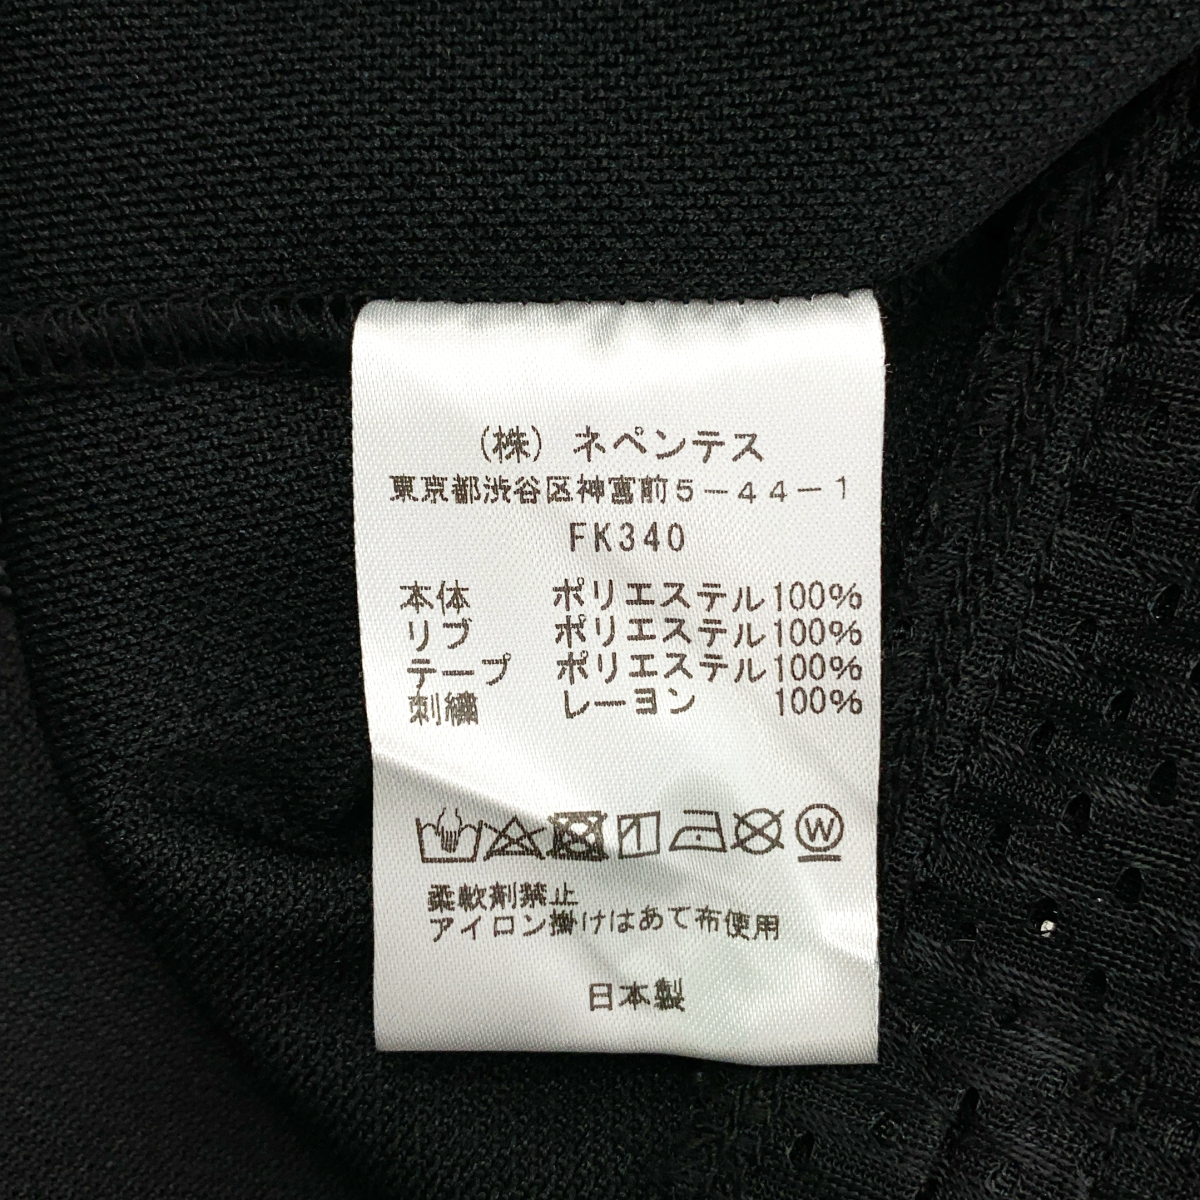 (株) ネペンテス
東京都渋谷区神宮前5-44-1
FK340
本体 ポリエステル100%
リブ ポリエステル100%
テープ ポリエステル100%
刺繍 レーヨン 100%
W
柔軟剤禁止
アイロン掛けはあて布使用
日本製